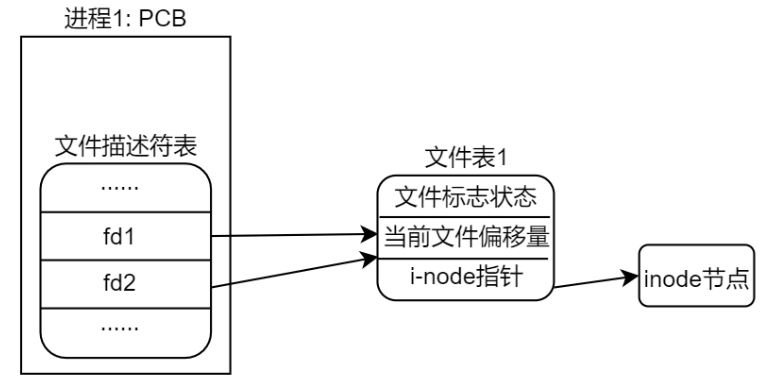 进程1: PCB
文件描述符表
······
fd1
fd2
······
文件表1
文件标志状态
当前文件偏移量
i-node指针
inode节点